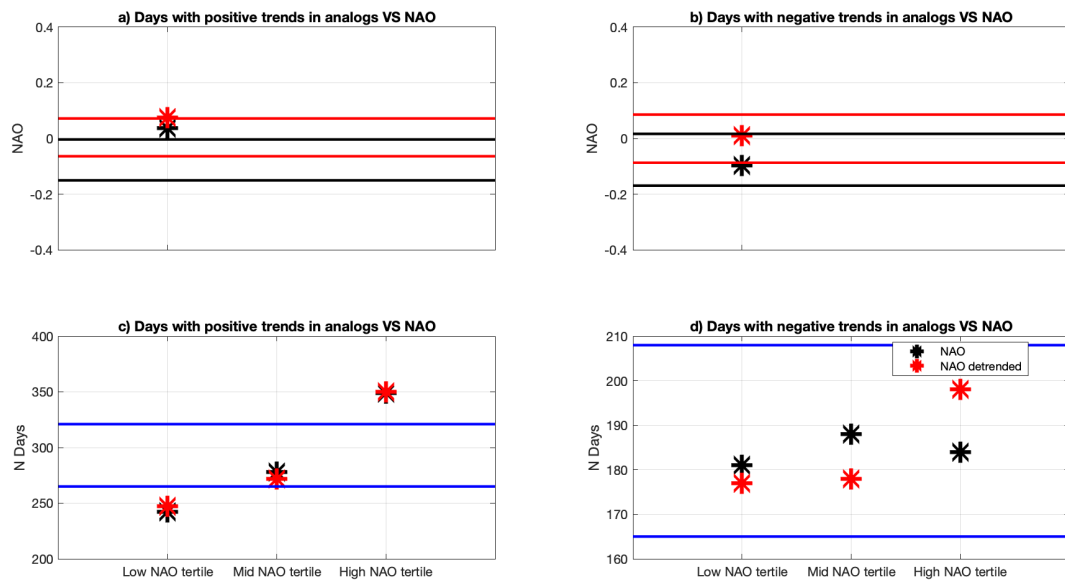 a) Days with positive trends in analogs VS NAO
0.4
0.2
0
-0.2
-0.4
NAO
b) Days with negative trends in analogs VS NAO
0.4
0.2
0
-0.2
-0.4
NAO
c) Days with positive trends in analogs VS NAO
400
350
300
250
200
N Days
Low NAO tertile Mid NAO tertile High NAO tertile
d) Days with negative trends in analogs VS NAO
210
200
190
180
170
160
N Days
NAO
NAO detrended
Low NAO tertile Mid NAO tertile High NAO tertile